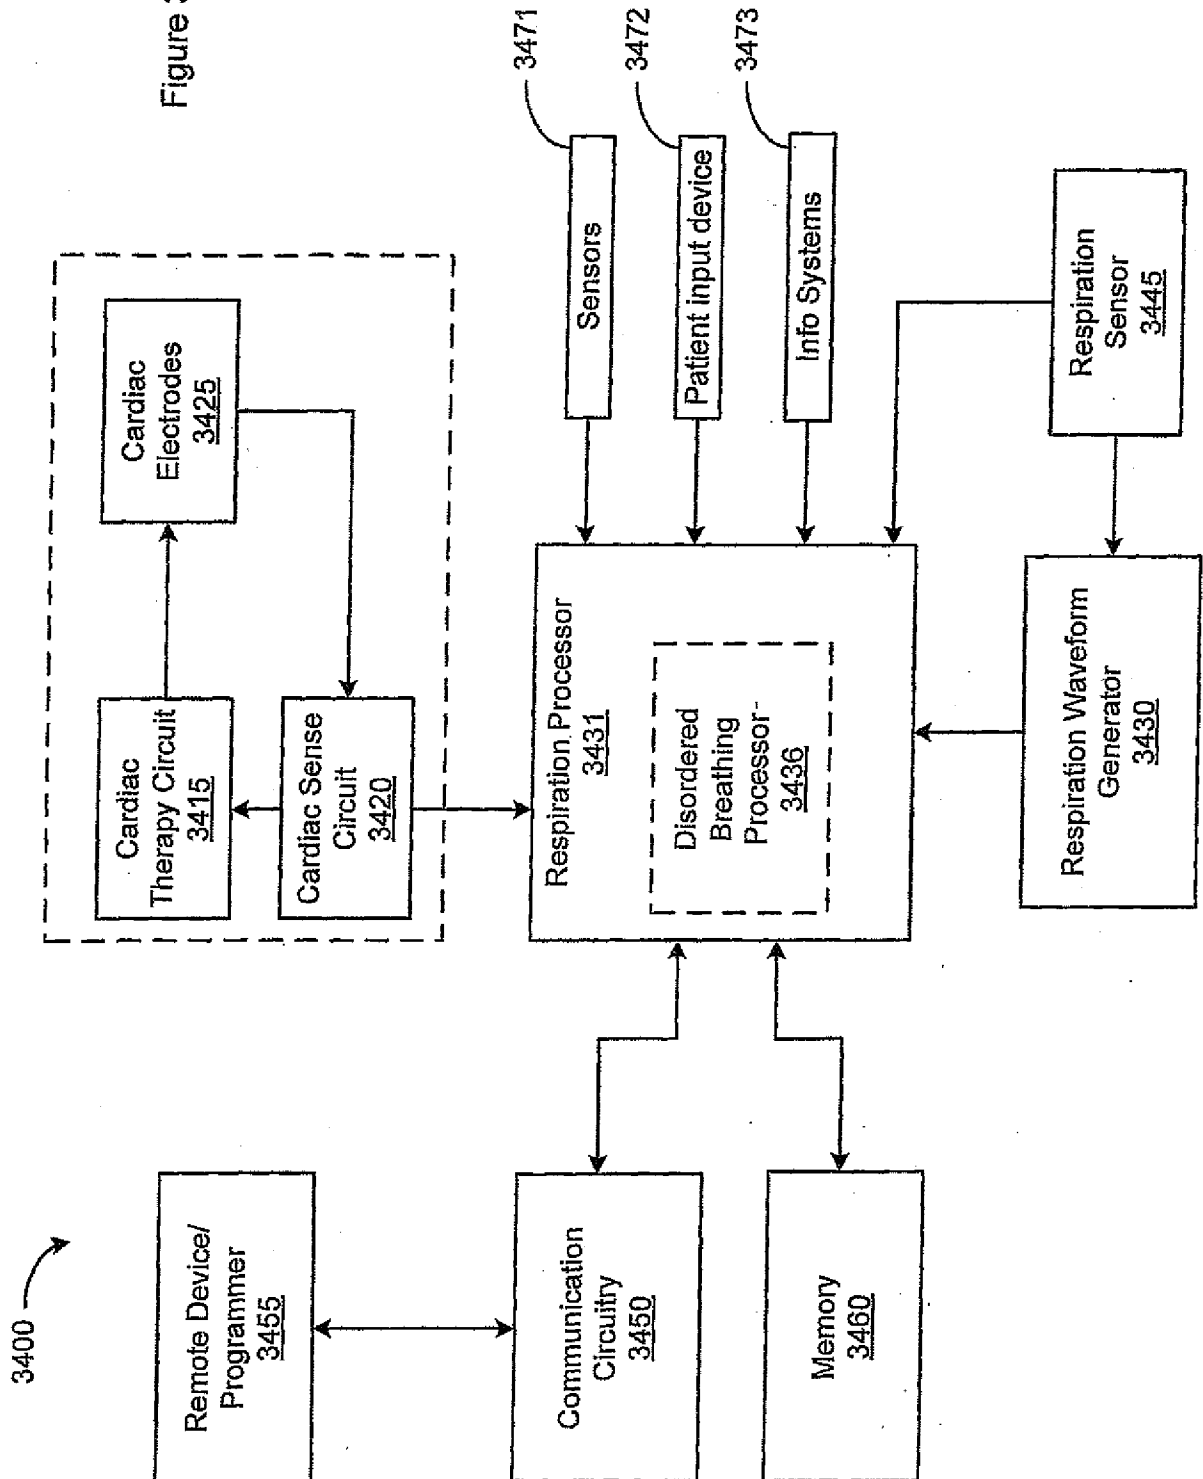 Figure 3
3400
Remote Device/
Programmer
3455
Communication
Circuitry
3450
Memory
3460
Cardiac
Therapy Circuit
3415
Cardiac Sense
Circuit
3420
Cardiac
Electrodes
3425
Respiration Processor
3431
Disordered
Breathing
Processor-
3436
Sensors
3471
Patient input device
3472
Info Systems
3473
Respiration Waveform
Generator
3430
Respiration
Sensor
3445